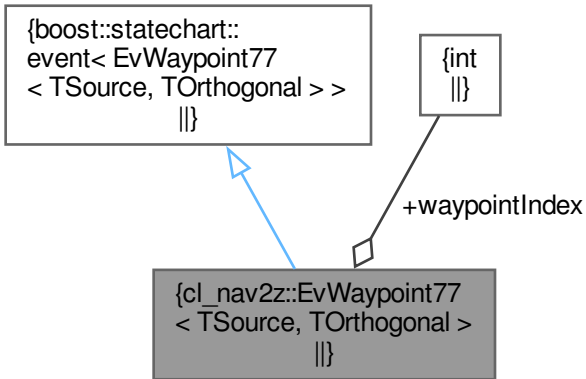 {boost::statechart::
event< EvWaypoint77
< TSource, TOrthogonal > >
||}
{int
||}
+waypointIndex
{cl_nav2z::EvWaypoint77
< TSource, TOrthogonal >
||}